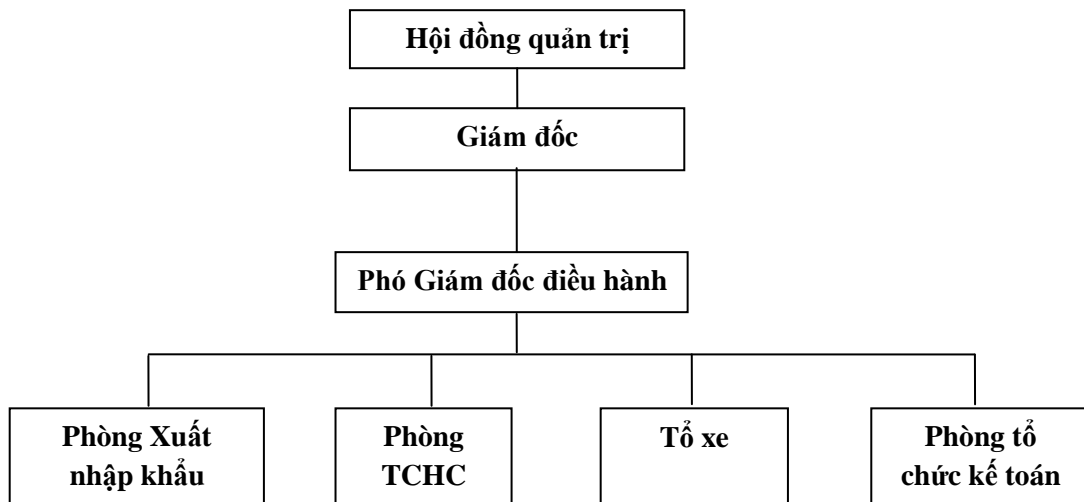 Hội đồng quản trị
Giám đốc
Phó Giám đốc điều hành
Phòng Xuất
nhập khẩu
Phòng
TCHC
Tổ xe
Phòng tổ
chức kế toán